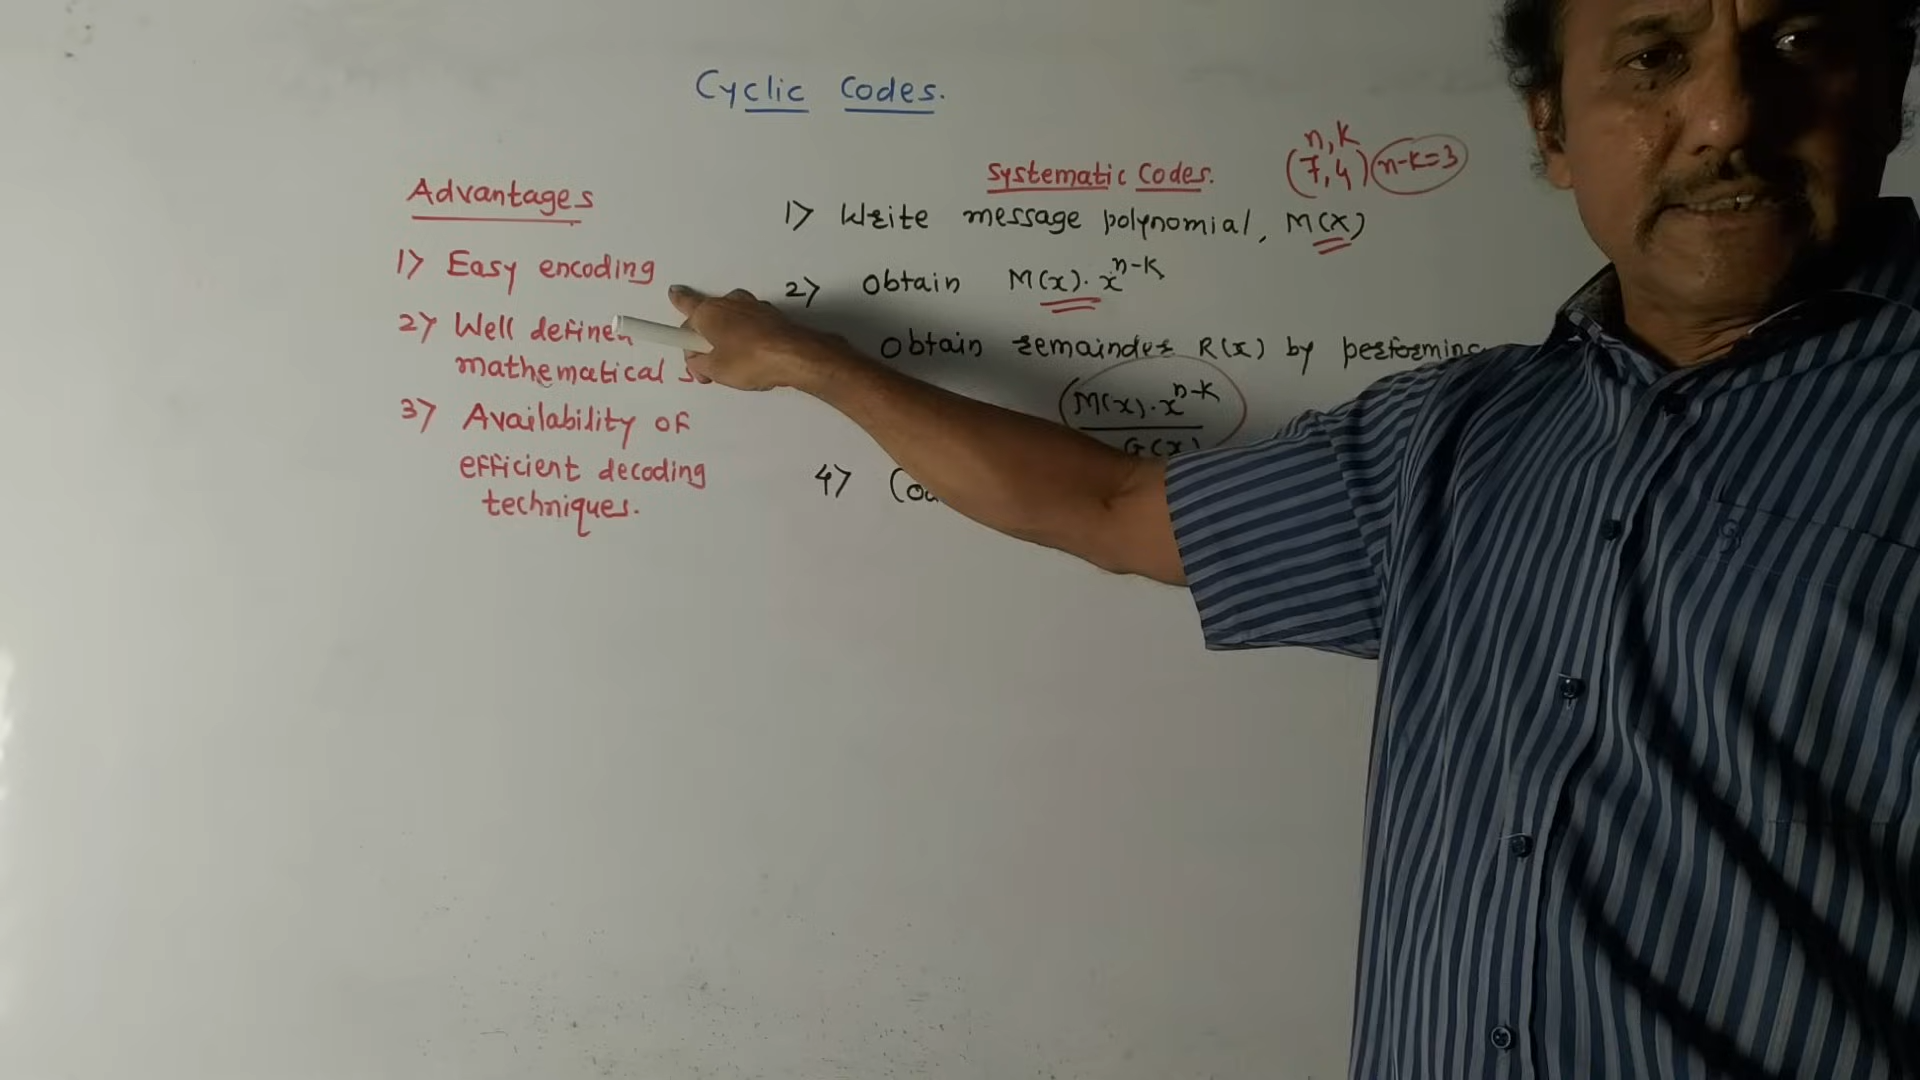 Cyclic Codes.
Advantages
1) Easy encoding
2) Well define
mathematical
3) Availability of
efficient decoding
techniques.
Systematic Codes.
n, k
(7,4) n-k=3
1) Write message polynomial, M(X)
2) Obtain M(x).x^n-k
Obtain remainder R(x) by performing
M(x).x^n-k
G(x)
4)